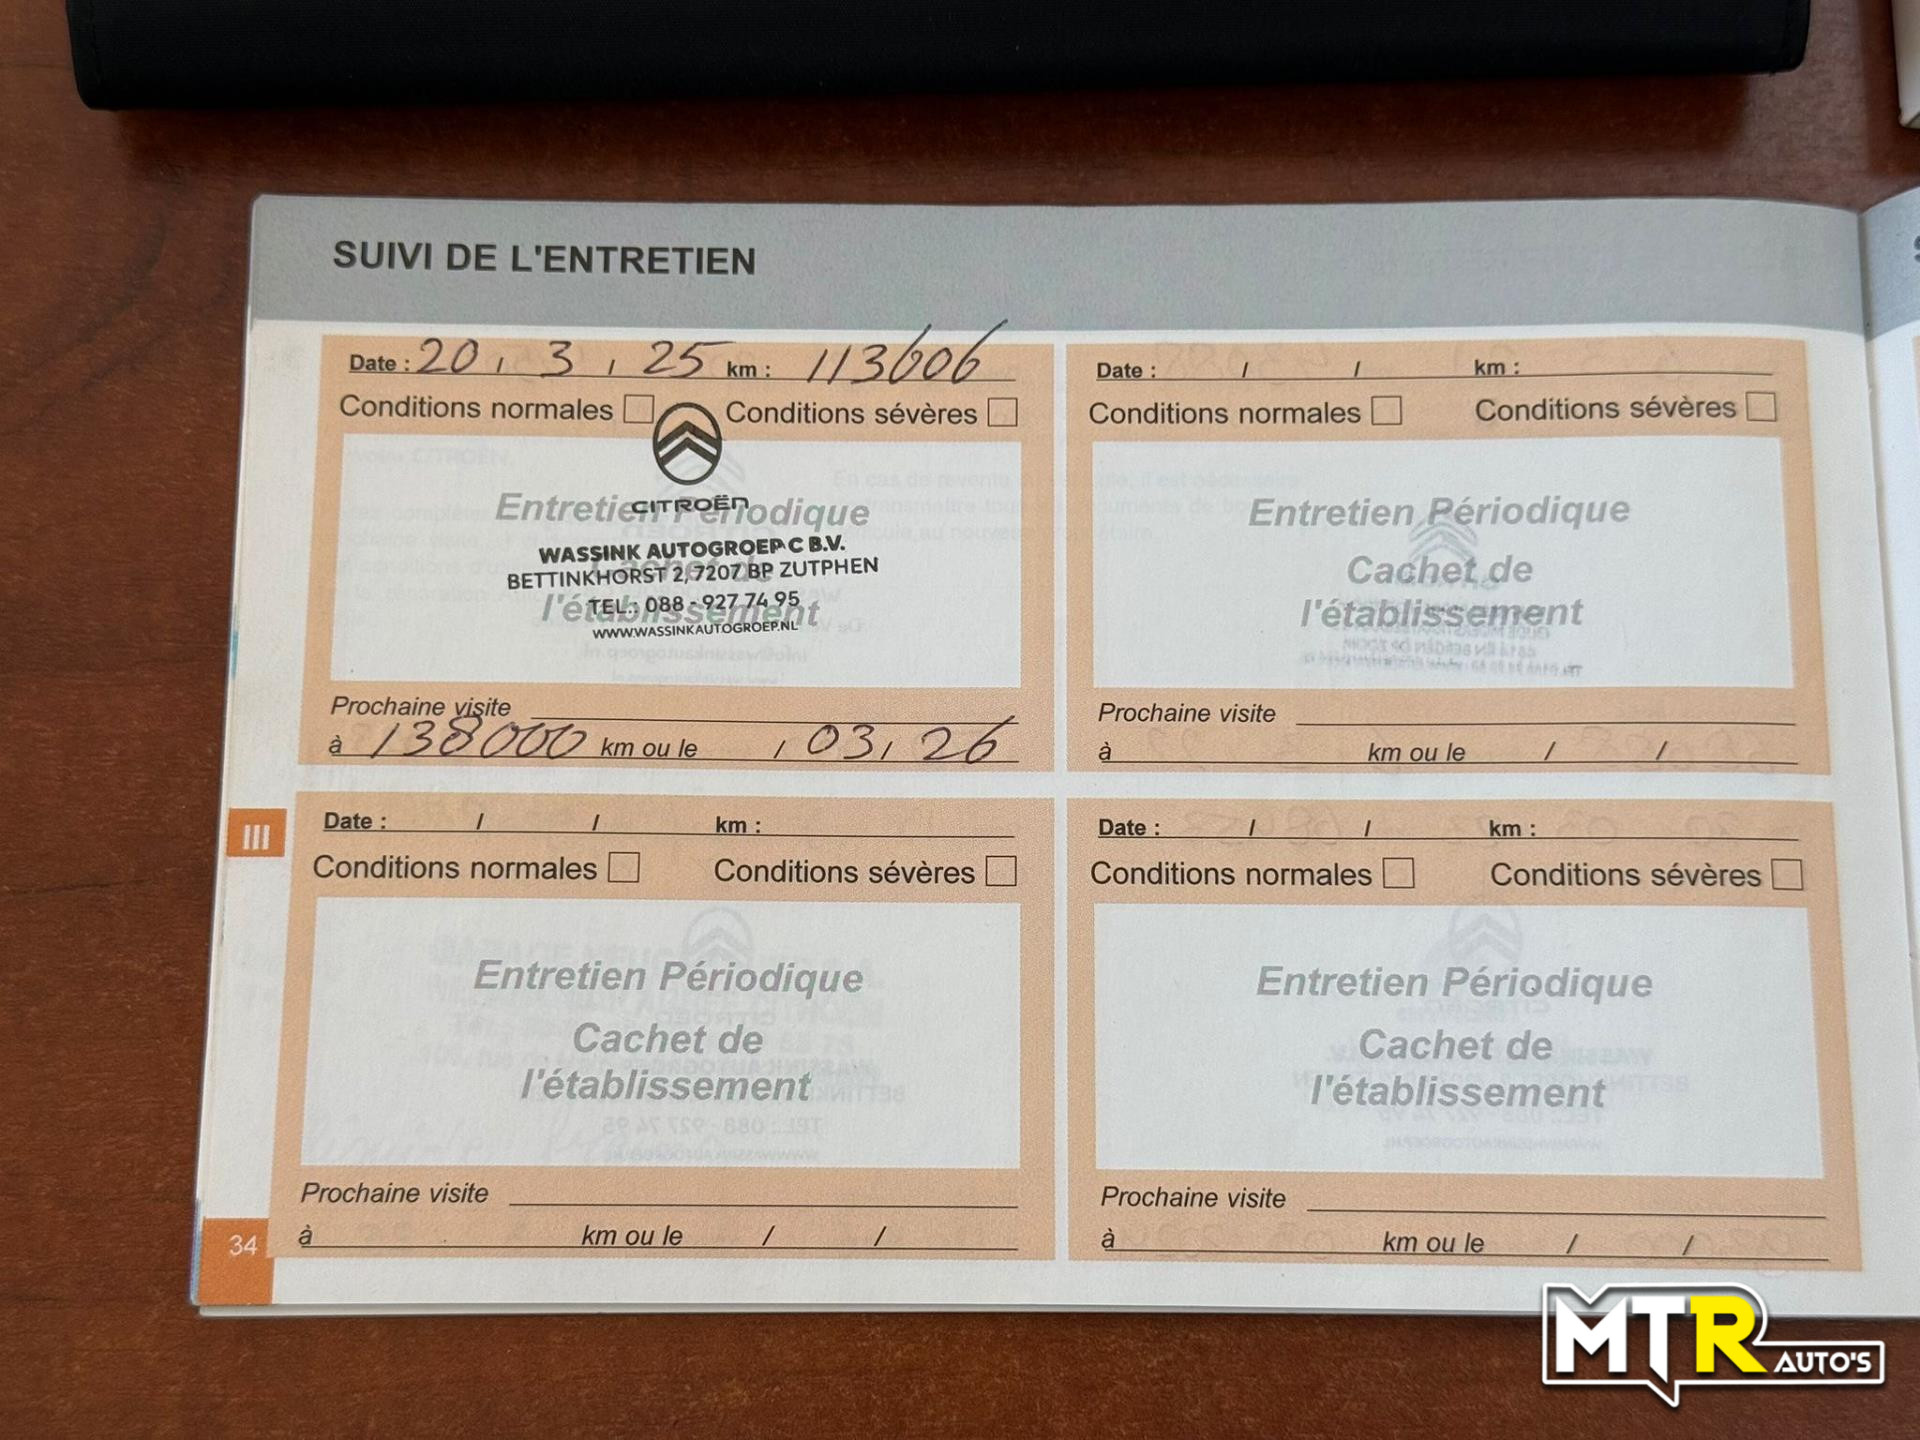 SUIVI DE L'ENTRETIEN
Date : 20 / 3 / 25 km : 113606
Conditions normales Conditions sévères
Entretien Périodique
Cachet de
l'établissement
CITROËN
WASSINK AUTOGROEP C B.V.
BETTINKHORST 2, 7207 BP ZUTPHEN
TEL.: 088 - 927 74 95
WWW.WASSINKAUTOGROEP.NL
Prochaine visite
à 138000 km ou le / 03 / 26
Date : / / km :
Conditions normales Conditions sévères
Entretien Périodique
Cachet de
l'établissement
Prochaine visite
à km ou le / /
III
Date : / / km :
Conditions normales Conditions sévères
Entretien Périodique
Cachet de
l'établissement
Prochaine visite
à km ou le / /
Date : / / km :
Conditions normales Conditions sévères
Entretien Périodique
Cachet de
l'établissement
Prochaine visite
à km ou le / /
34
MTR AUTO'S